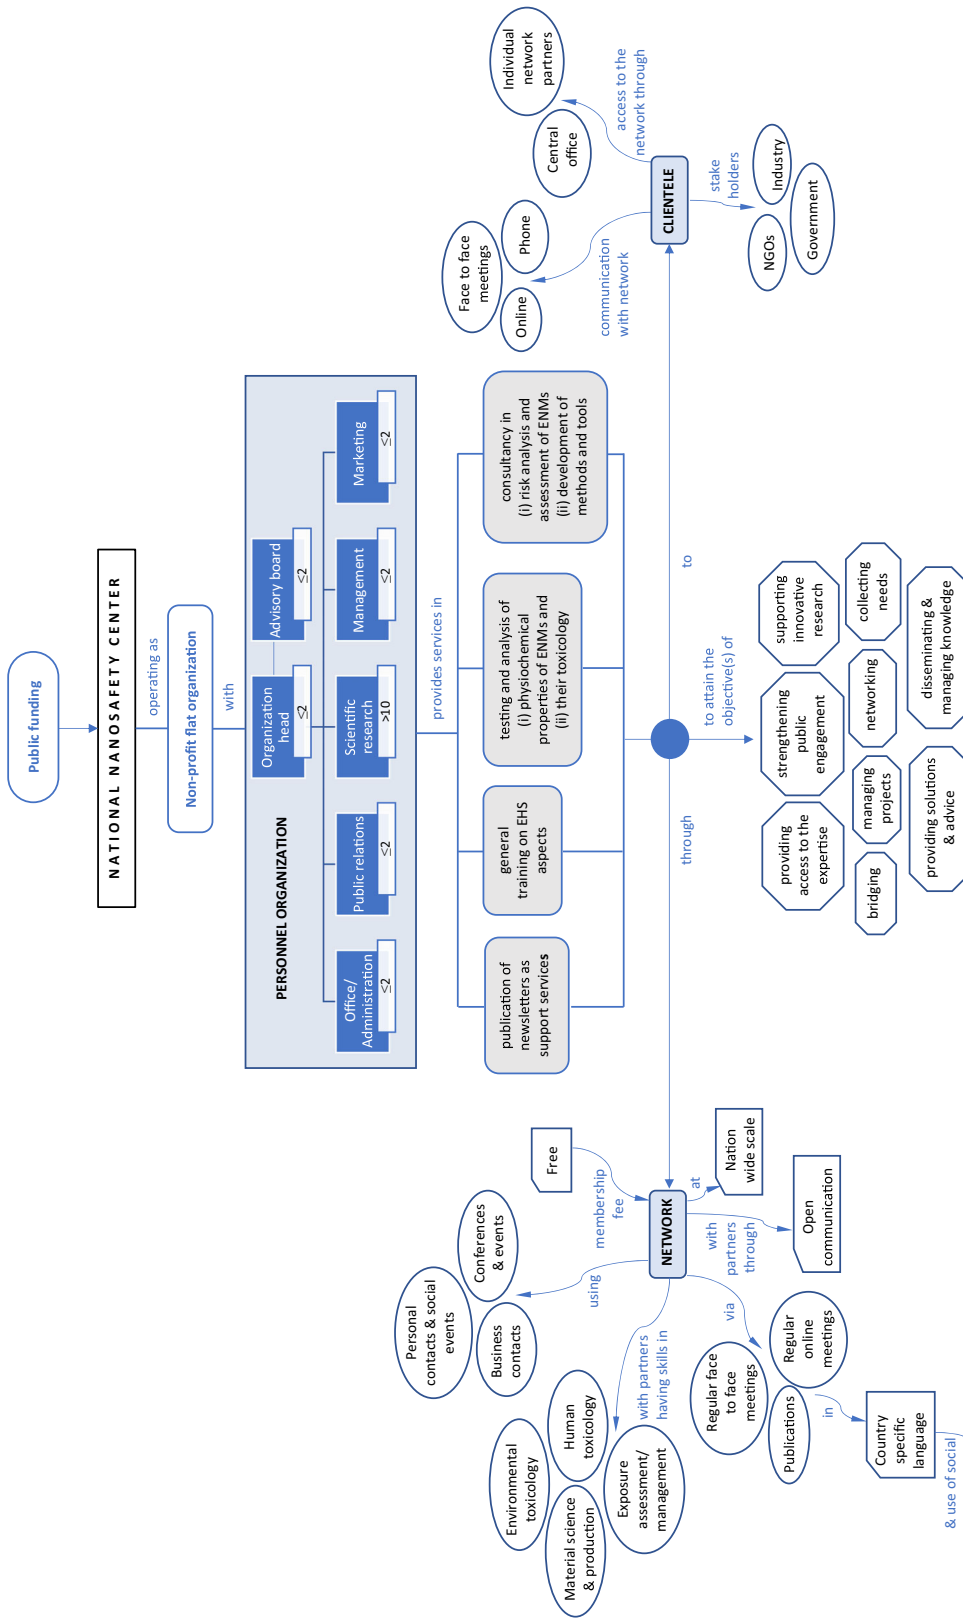 Public funding
NATIONAL NANOSAFETY CENTER
operating as
Non-profit flat organization
with
PERSONNEL ORGANIZATION
Organization
head
≤2
Advisory board
≤2
Office/
Administration
≤2
Public relations
≤2
Scientific
research
>10
Management
≤2
Marketing
≤2
provides services in
publication of
newsletters as
support services
general
training on EHS
aspects
testing and analysis of
(i) physiochemical
properties of ENMs and
(ii) their toxicology
consultancy in
(i) risk analysis and
assessment of ENMs
(ii) development of
methods and tools
through
to
to attain the
objective(s) of
providing
access to the
expertise
strengthening
public
engagement
supporting
innovative
research
bridging
managing
projects
networking
collecting
needs
providing solutions
& advice
disseminating &
managing knowledge
NETWORK
membership
fee
Free
using
Personal
contacts & social
events
Conferences
& events
Business
contacts
with partners
having skills in
Environmental
toxicology
Human
toxicology
Material science
& production
Exposure
assessment/
management
via
Regular face
to face
meetings
Regular
online
meetings
Publications
in
Country
specific
language
& use of social
with
partners
through
Open
communication
at
Nation
wide scale
CLIENTELE
communication
with network
Face to face
meetings
Online
Phone
access to the
network through
Individual
network
partners
Central
office
stake
holders
NGOs
Industry
Government